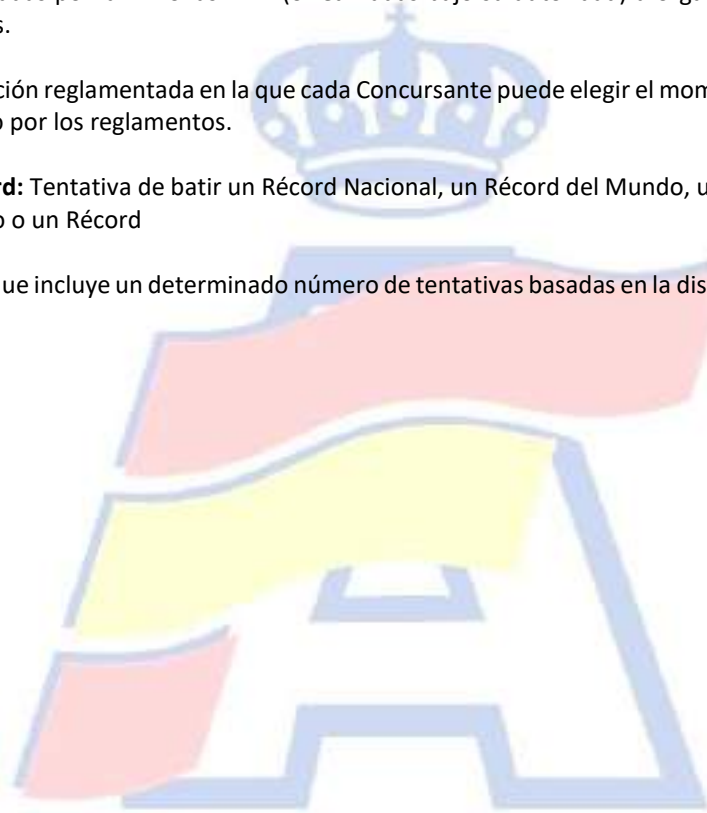 s.
ción reglamentada en la que cada Concursante puede elegir el mom
o por los reglamentos.
rd: Tentativa de batir un Récord Nacional, un Récord del Mundo, u
o o un Récord
ue incluye un determinado número de tentativas basadas en la dis